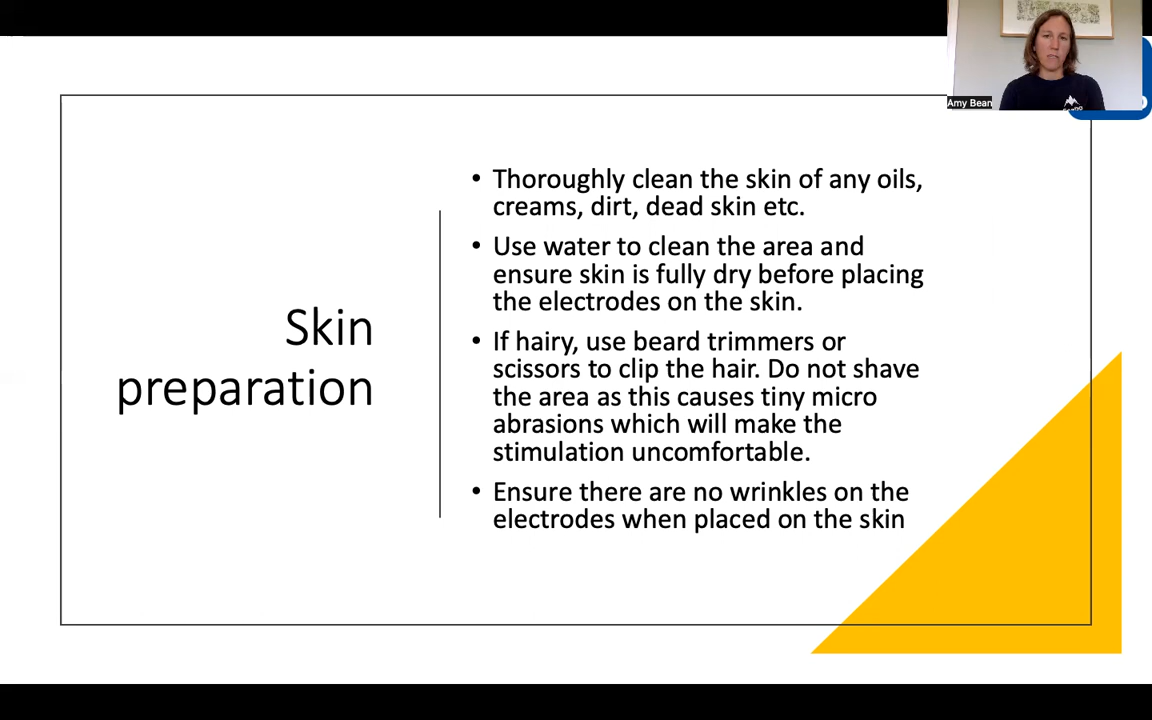 Amy Bean
Skin
preparation
• Thoroughly clean the skin of any oils,
creams, dirt, dead skin etc.
• Use water to clean the area and
ensure skin is fully dry before placing
the electrodes on the skin.
• If hairy, use beard trimmers or
scissors to clip the hair. Do not shave
the area as this causes tiny micro
abrasions which will make the
stimulation uncomfortable.
• Ensure there are no wrinkles on the
electrodes when placed on the skin